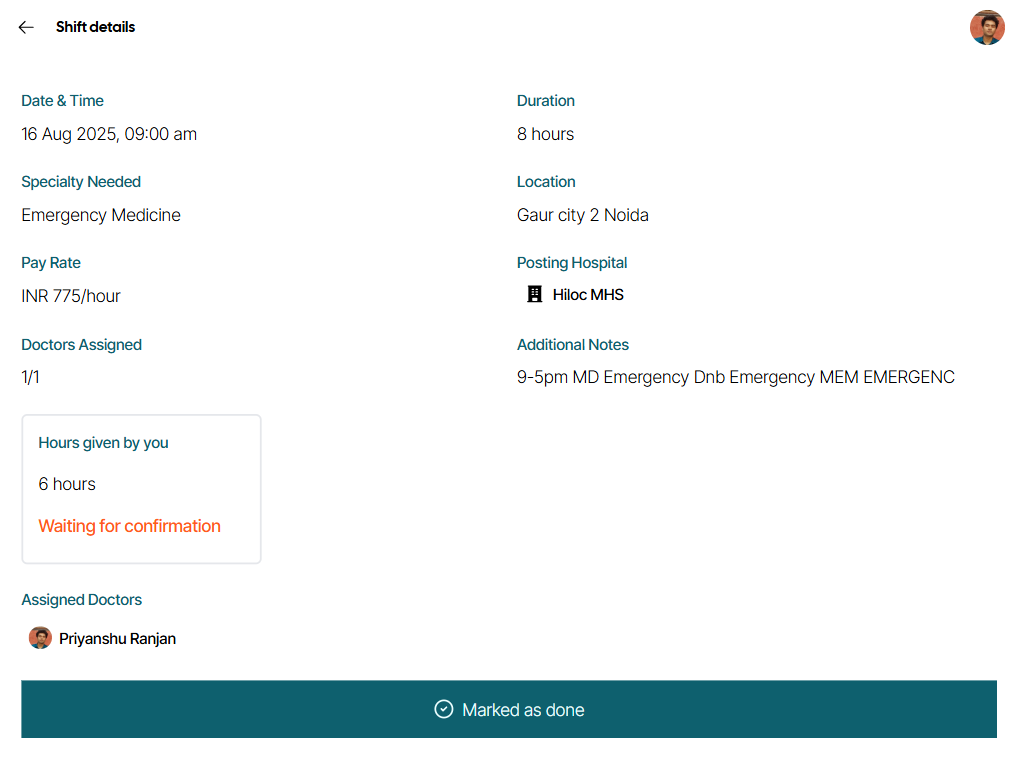 Shift details
Date & Time
16 Aug 2025, 09:00 am
Duration
8 hours
Specialty Needed
Emergency Medicine
Location
Gaur city 2 Noida
Pay Rate
INR 775/hour
Posting Hospital
Hiloc MHS
Doctors Assigned
1/1
Additional Notes
9-5pm MD Emergency Dnb Emergency MEM EMERGENC
Hours given by you
6 hours
Waiting for confirmation
Assigned Doctors
Priyanshu Ranjan
Marked as done